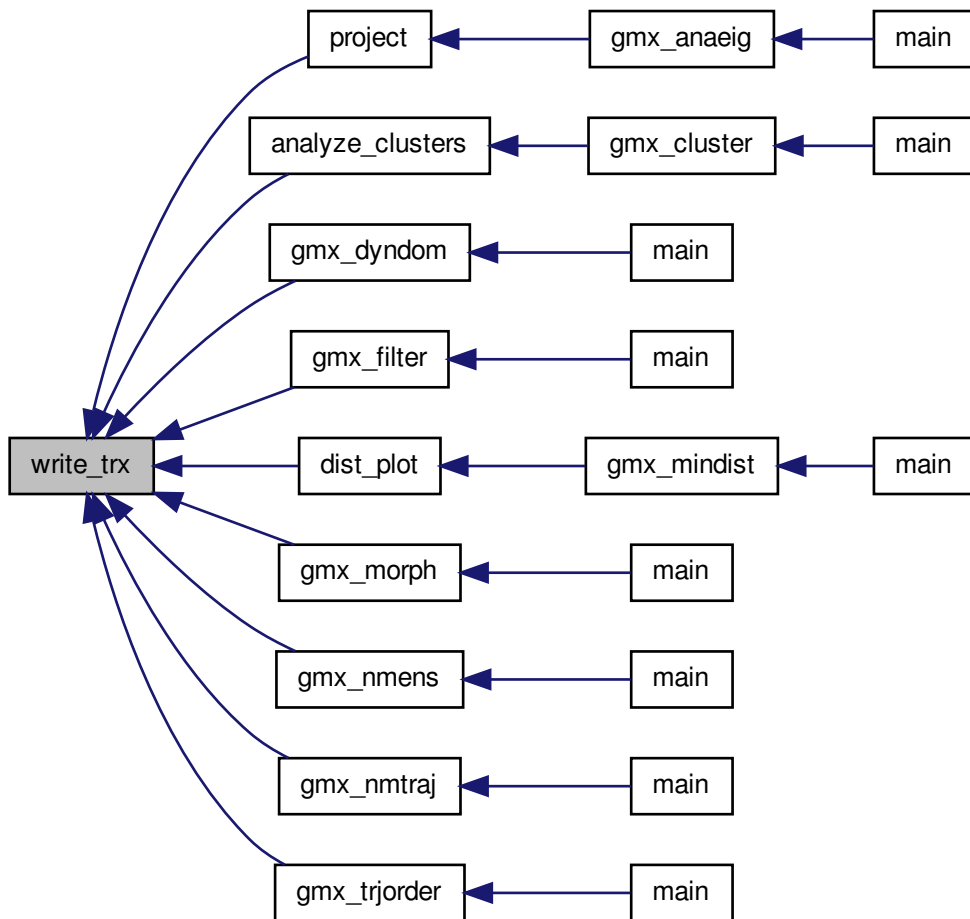 project
gmx_anaeig
main
analyze_clusters
gmx_cluster
main
gmx_dyndom
main
gmx_filter
main
write_trx
dist_plot
gmx_mindist
main
gmx_morph
main
gmx_nmens
main
gmx_nmtraj
main
gmx_trjorder
main